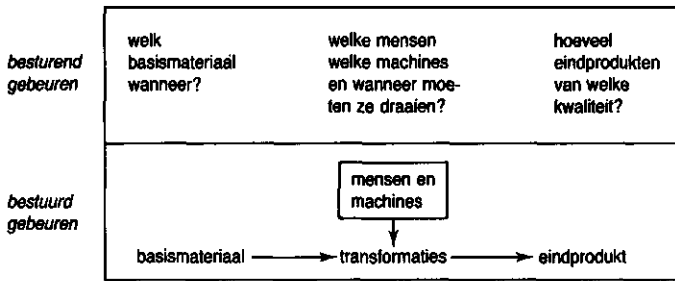 besturend
gebeuren
welk
basismateriaal
wanneer?
welke mensen
welke machines
en wanneer moe-
ten ze draaien?
hoeveel
eindprodukten
van welke
kwaliteit?
bestuurd
gebeuren
mensen en
machines
basismateriaal
transformaties
eindprodukt